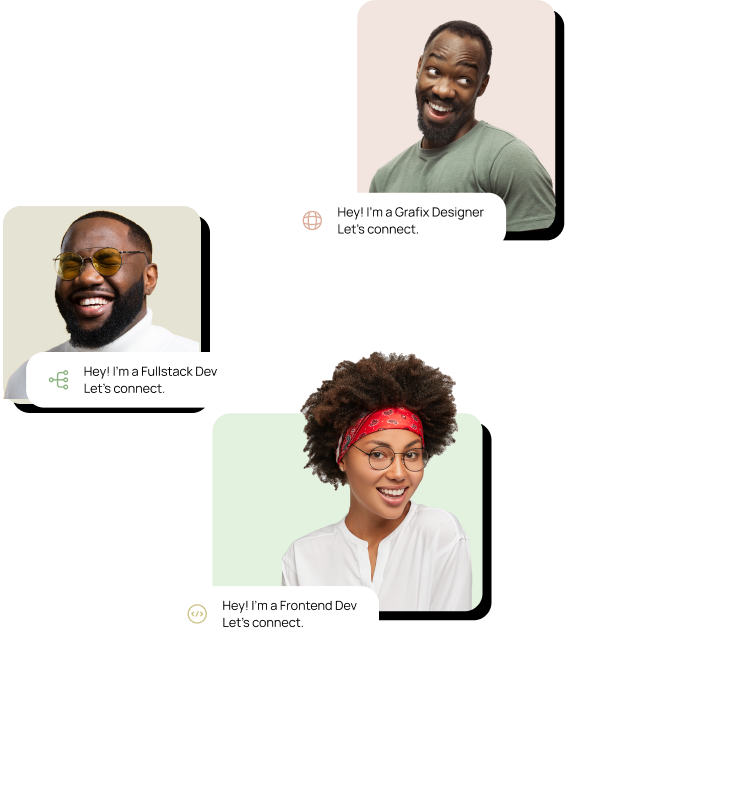 Hey! I'm a Grafix Designer
Let's connect.
Hey! I'm a Fullstack Dev
Let's connect.
Hey! I'm a Frontend Dev
Let's connect.